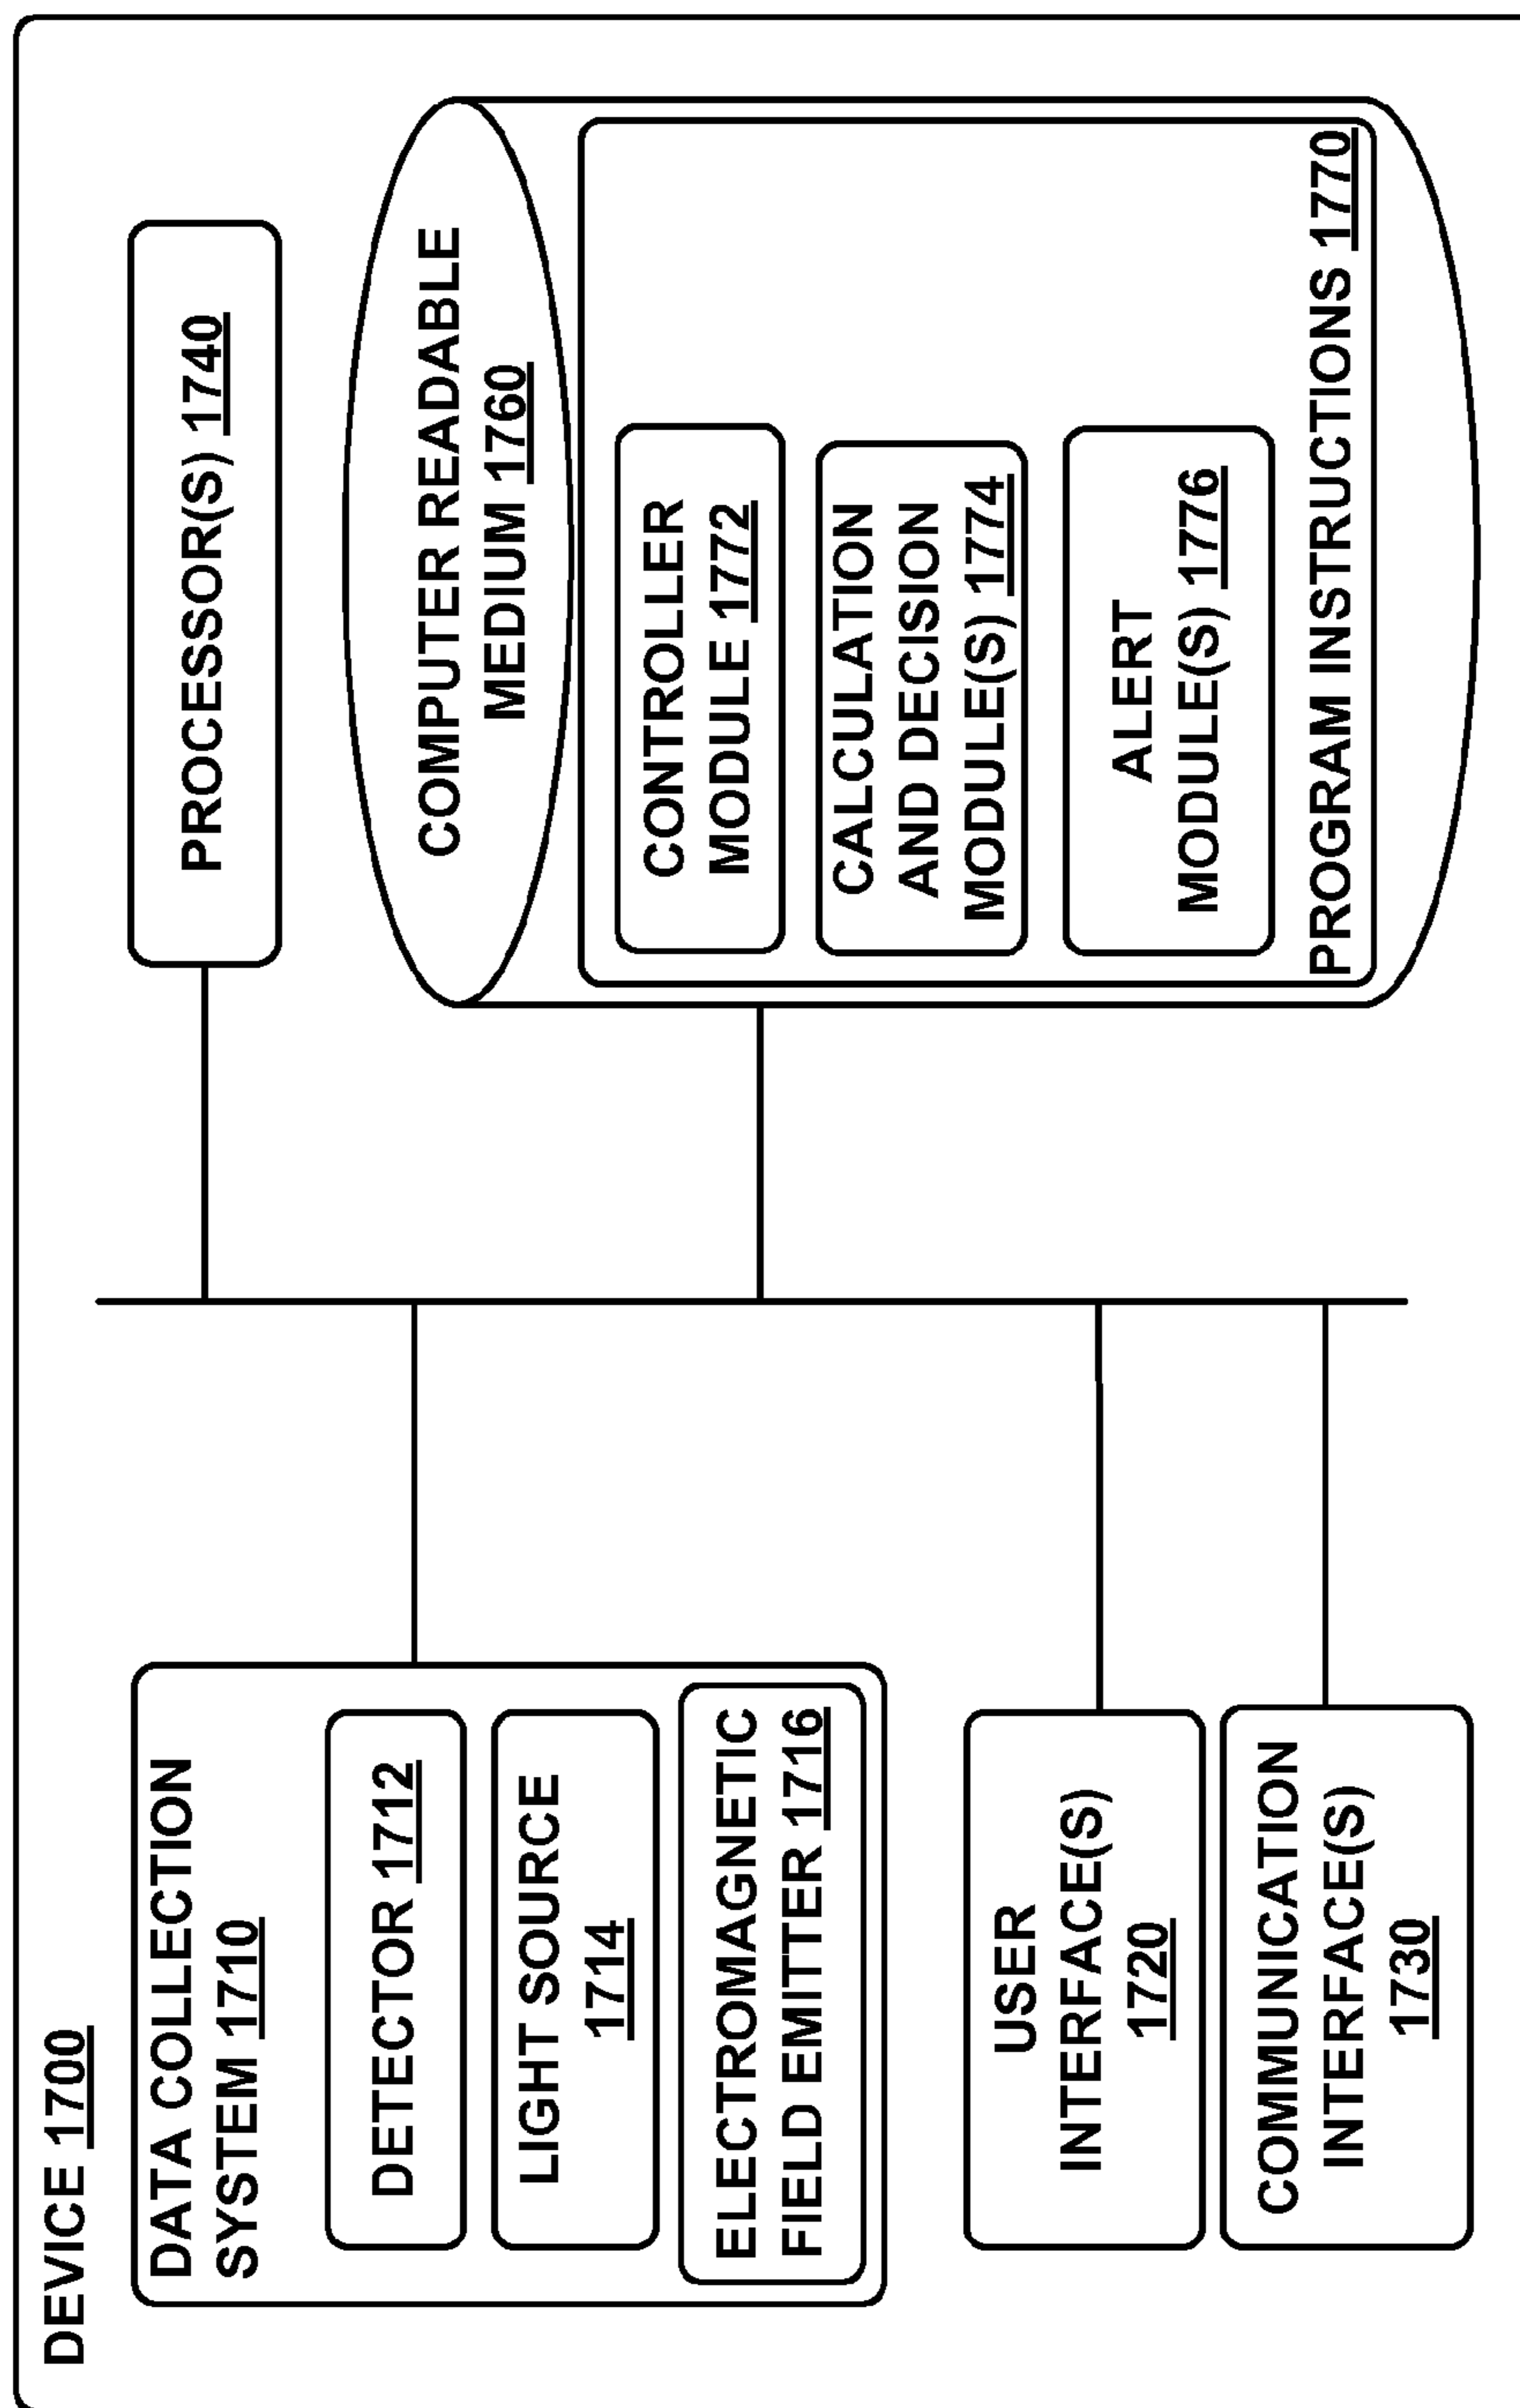 DEVICE 1700
DATA COLLECTION
SYSTEM 1710
DETECTOR 1712
LIGHT SOURCE
1714
ELECTROMAGNETIC
FIELD EMITTER 1716
USER
INTERFACE(S)
1720
COMMUNICATION
INTERFACE(S)
1730
PROCESSOR(S) 1740
COMPUTER READABLE
MEDIUM 1760
CONTROLLER
MODULE 1772
CALCULATION
AND DECISION
MODULE(S) 1774
ALERT
MODULE(S) 1776
PROGRAM INSTRUCTIONS 1770